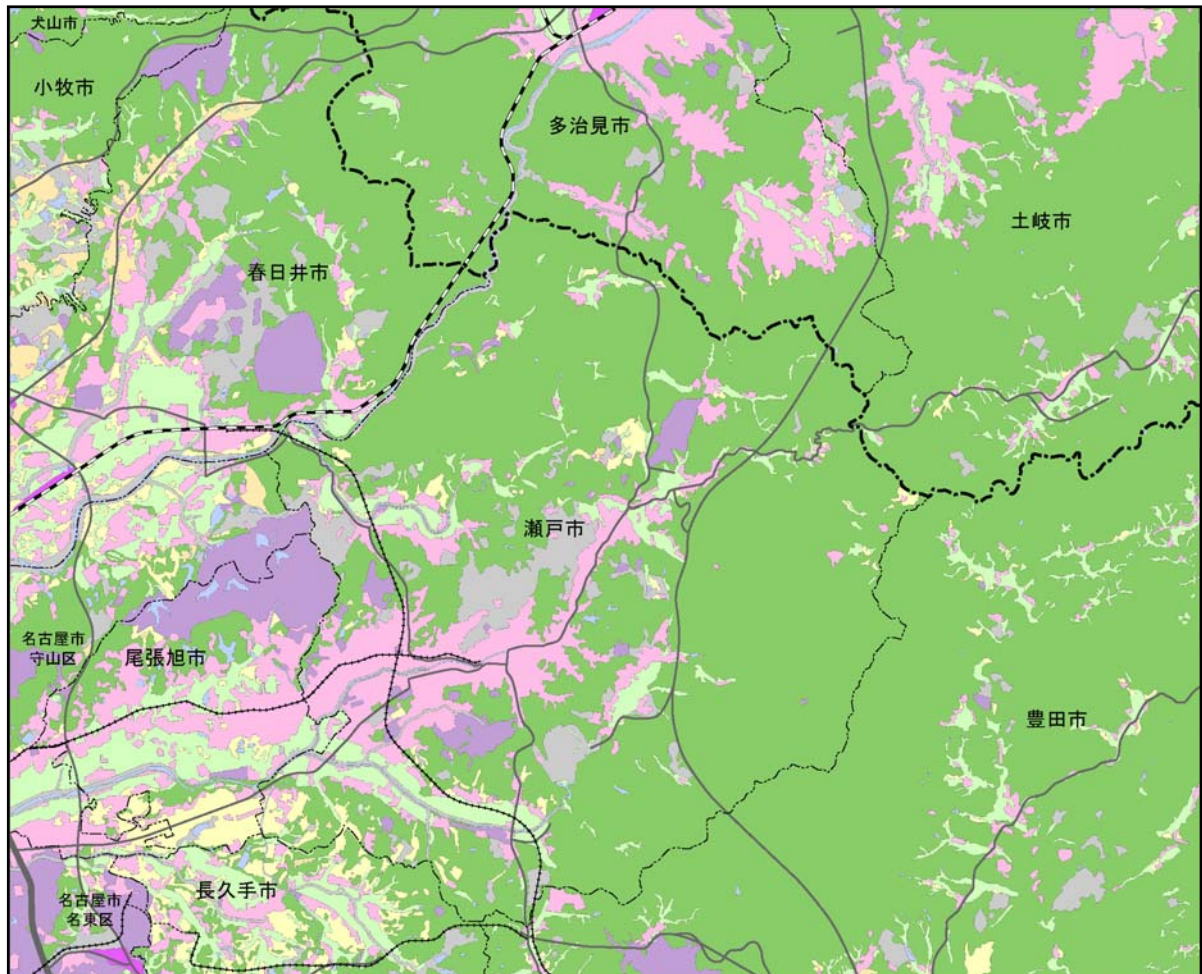 犬山市
小牧市
多治見市
土岐市
春日井市
瀬戸市
名古屋市
守山区
尾張旭市
豊田市
長久手市
名古屋市
名東区